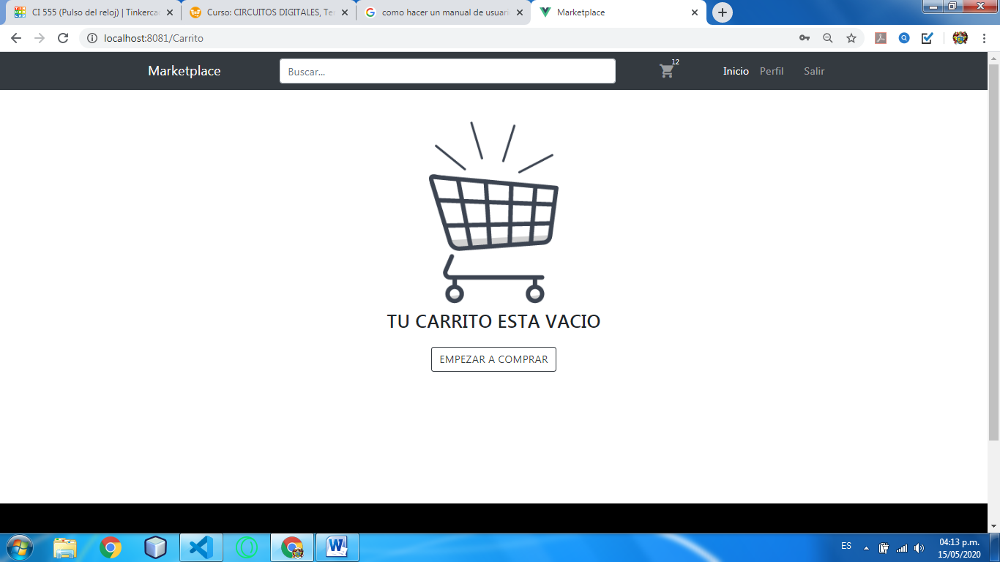 CI 555 (Pulso del reloj) | Tinkerca
Curso: CIRCUITOS DIGITALES, Te
como hacer un manual de usuari
Marketplace
localhost:8081/Carrito
Marketplace
Buscar...
12
Inicio
Perfil
Salir
TU CARRITO ESTA VACIO
EMPEZAR A COMPRAR
ES
04:13 p.m.
15/05/2020